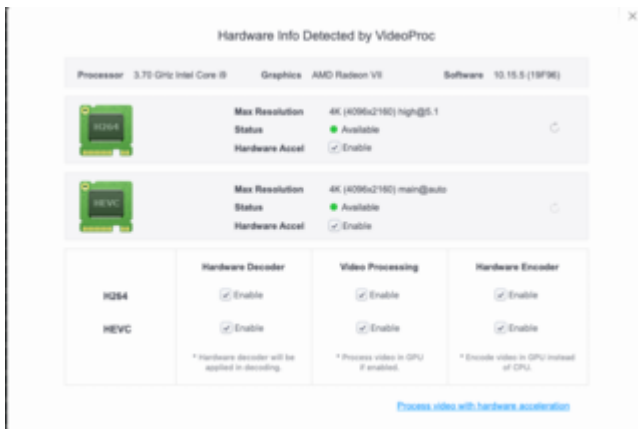 Hardware Info Detected by VideoProc
Processor 3.70 GHz Intel Core i9 Graphics AMD Radeon VII Software 10.15.5 (19F96)
H264
Max Resolution 4K (4096x2160) high@5.1
Status Available
Hardware Accel Enable
HEVC
Max Resolution 4K (4096x2160) main@auto
Status Available
Hardware Accel Enable
Hardware Decoder Video Processing Hardware Encoder
H264 Enable Enable Enable
HEVC Enable Enable Enable
* Hardware decoder will be * Process video in GPU * Encode video in GPU instead
applied in decoding. if enabled. of CPU.
Process video with hardware acceleration